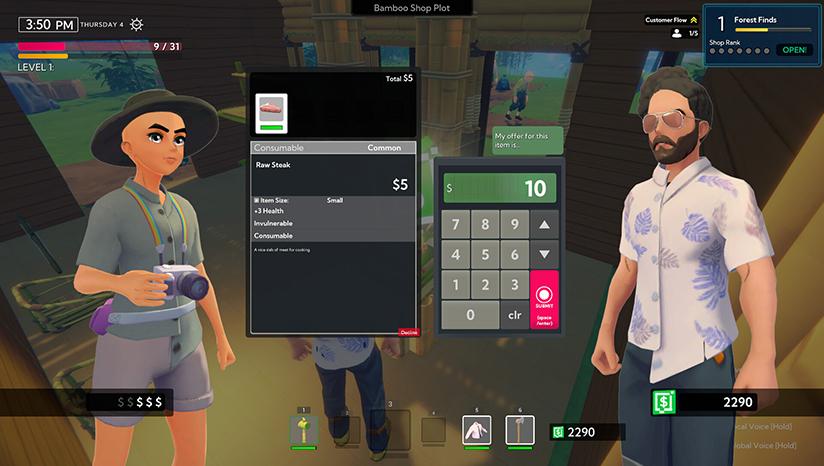 Bamboo Shop Plot
3:50 PM THURSDAY 4
9 / 31
LEVEL 1:
Customer Flow
1/5
1 Forest Finds
Shop Rank
OPEN!
Total $5
Consumable Common
Raw Steak
$5
Item Size: Small
+3 Health
Invulnerable
Consumable
A nice slab of meat for cooking.
Decline
My offer for this
item is...
$ 10
7 8 9
4 5 6
1 2 3
SUBMIT
(space
/enter)
0 clr
$ $ $ $ $
2290
1 2 3 4 5 6
2290
ocal Voice [Hold]
lobal Voice [Hold]